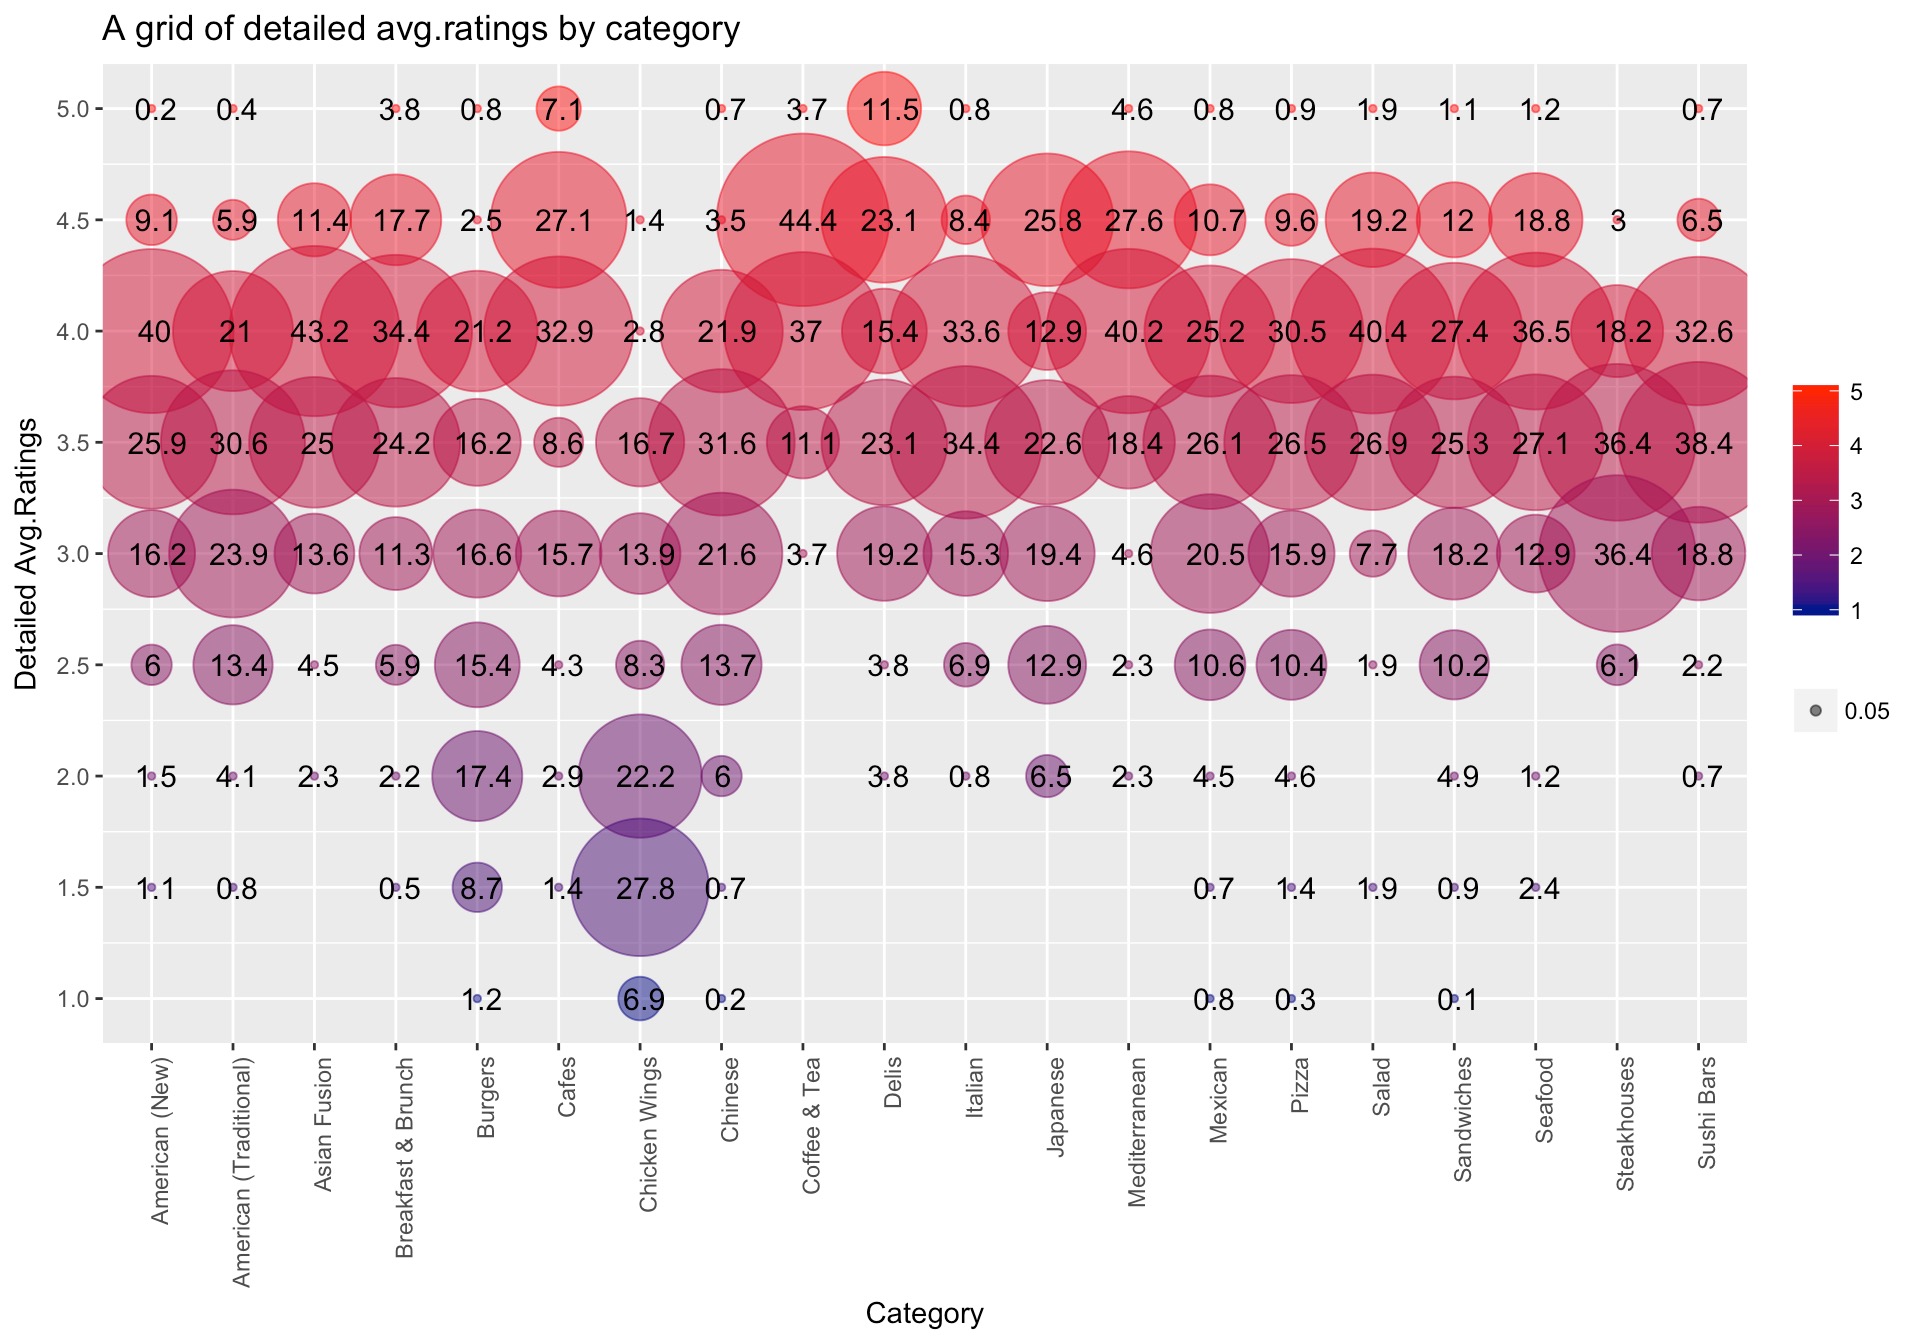 A grid of detailed avg.ratings by category
5.0 0.2 0.4 3.8 0.8 7.1 0.7 3.7 11.5 0.8 4.6 0.8 0.9 1.9 1.1 1.2 0.7
4.5 9.1 5.9 11.4 17.7 2.5 27.1 1.4 3.5 44.4 23.1 8.4 25.8 27.6 10.7 9.6 19.2 12 18.8 3 6.5
4.0 40 21 43.2 34.4 21.2 32.9 2.8 21.9 37 15.4 33.6 12.9 40.2 25.2 30.5 40.4 27.4 36.5 18.2 32.6
3.5 25.9 30.6 25 24.2 16.2 8.6 16.7 31.6 11.1 23.1 34.4 22.6 18.4 26.1 26.5 26.9 25.3 27.1 36.4 38.4
3.0 16.2 23.9 13.6 11.3 16.6 15.7 13.9 21.6 3.7 19.2 15.3 19.4 4.6 20.5 15.9 7.7 18.2 12.9 36.4 18.8
2.5 6 13.4 4.5 5.9 15.4 4.3 8.3 13.7 3.8 6.9 12.9 2.3 10.6 10.4 1.9 10.2 6.1 2.2
2.0 1.5 4.1 2.3 2.2 17.4 2.9 22.2 6 3.8 0.8 6.5 2.3 4.5 4.6 4.9 1.2 0.7
1.5 1.1 0.8 0.5 8.7 1.4 27.8 0.7 0.7 1.4 1.9 0.9 2.4
1.0 1.2 6.9 0.2 0.8 0.3 0.1
Detailed Avg.Ratings
American (New)
American (Traditional)
Asian Fusion
Breakfast & Brunch
Burgers
Cafes
Chicken Wings
Chinese
Coffee & Tea
Delis
Italian
Japanese
Mediterranean
Mexican
Pizza
Salad
Sandwiches
Seafood
Steakhouses
Sushi Bars
Category
5
4
3
2
1
0.05